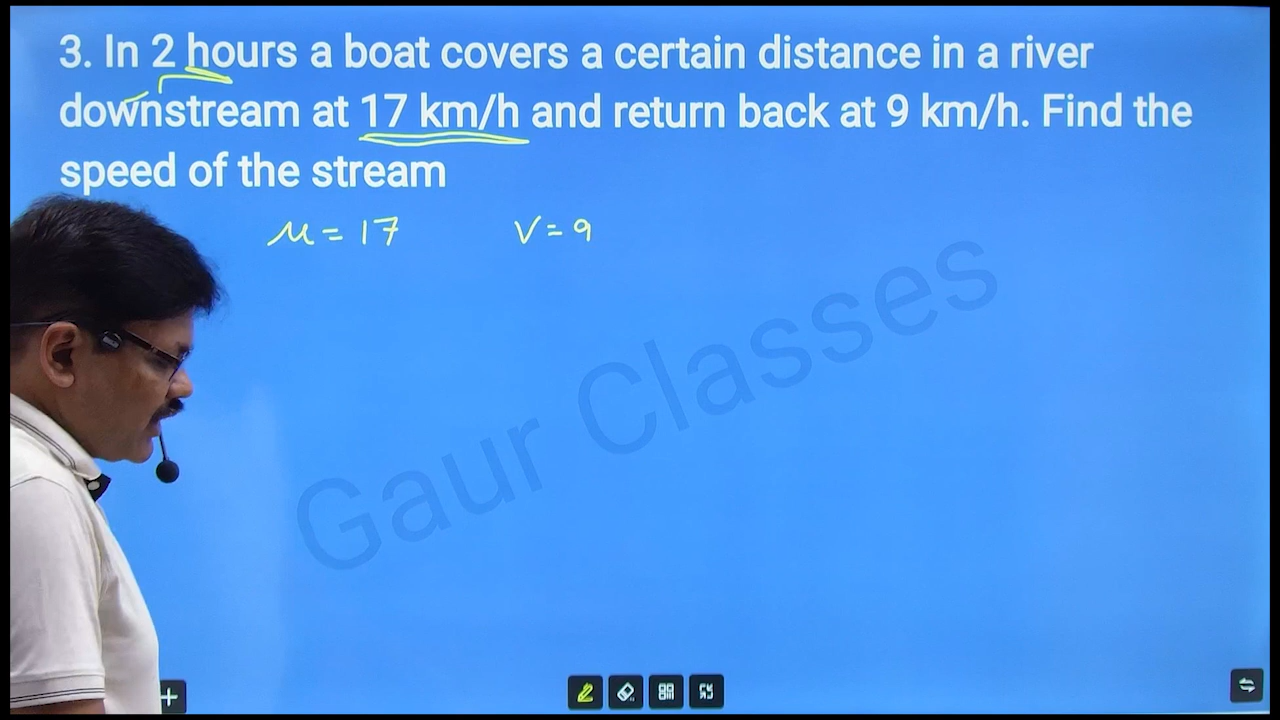 3. In 2 hours a boat covers a certain distance in a river
downstream at 17 km/h and return back at 9 km/h. Find the
speed of the stream
u = 17 V = 9
Gaur Classes